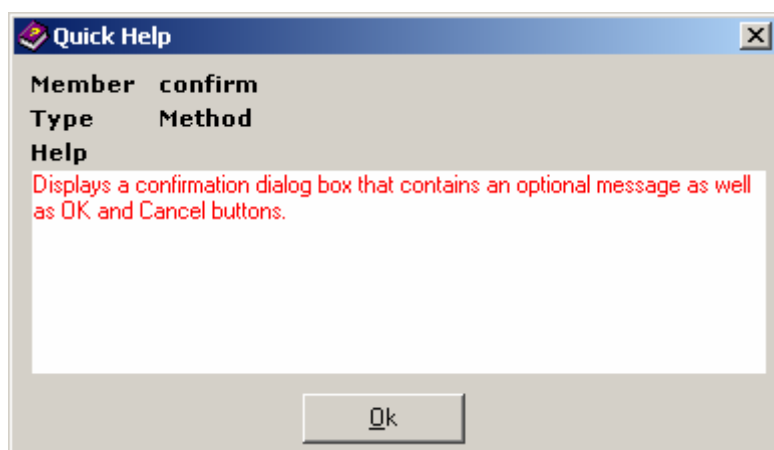 Quick Help
Member confirm
Type Method
Help
Displays a confirmation dialog box that contains an optional message as well
as OK and Cancel buttons.
Ok